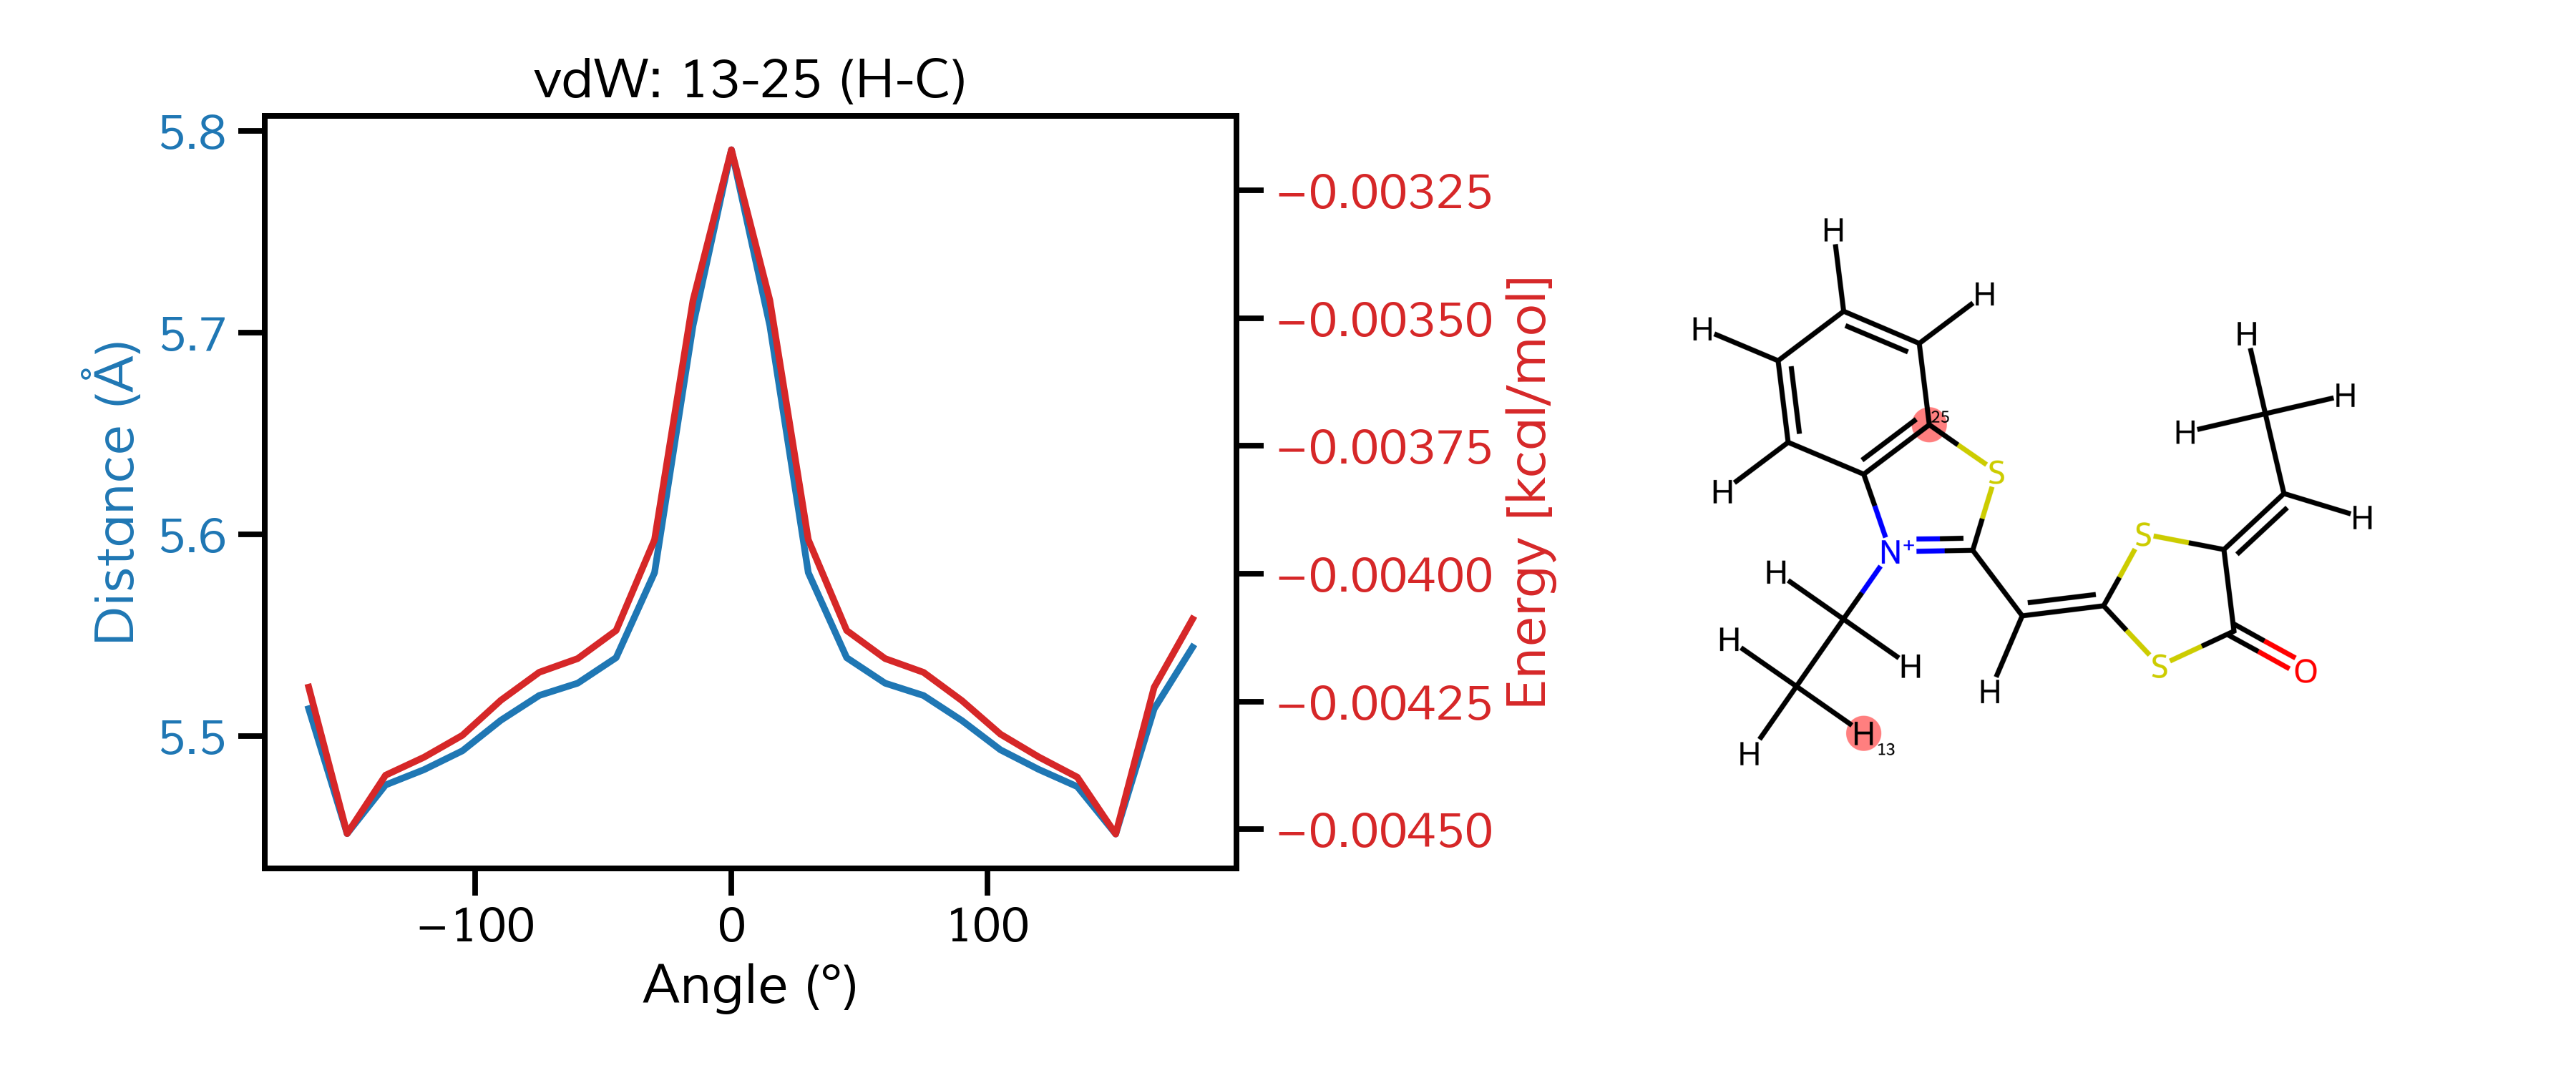 vdW: 13-25 (H-C)
5.8
5.7
5.6
5.5
Distance (Å)
−0.00325
−0.00350
−0.00375
−0.00400
−0.00425
−0.00450
Energy [kcal/mol]
−100 0 100
Angle (°)
H
H
H
H
H
H
25
H
S
H
H
S
N+
H
H
H
S
O
H
H
13
H